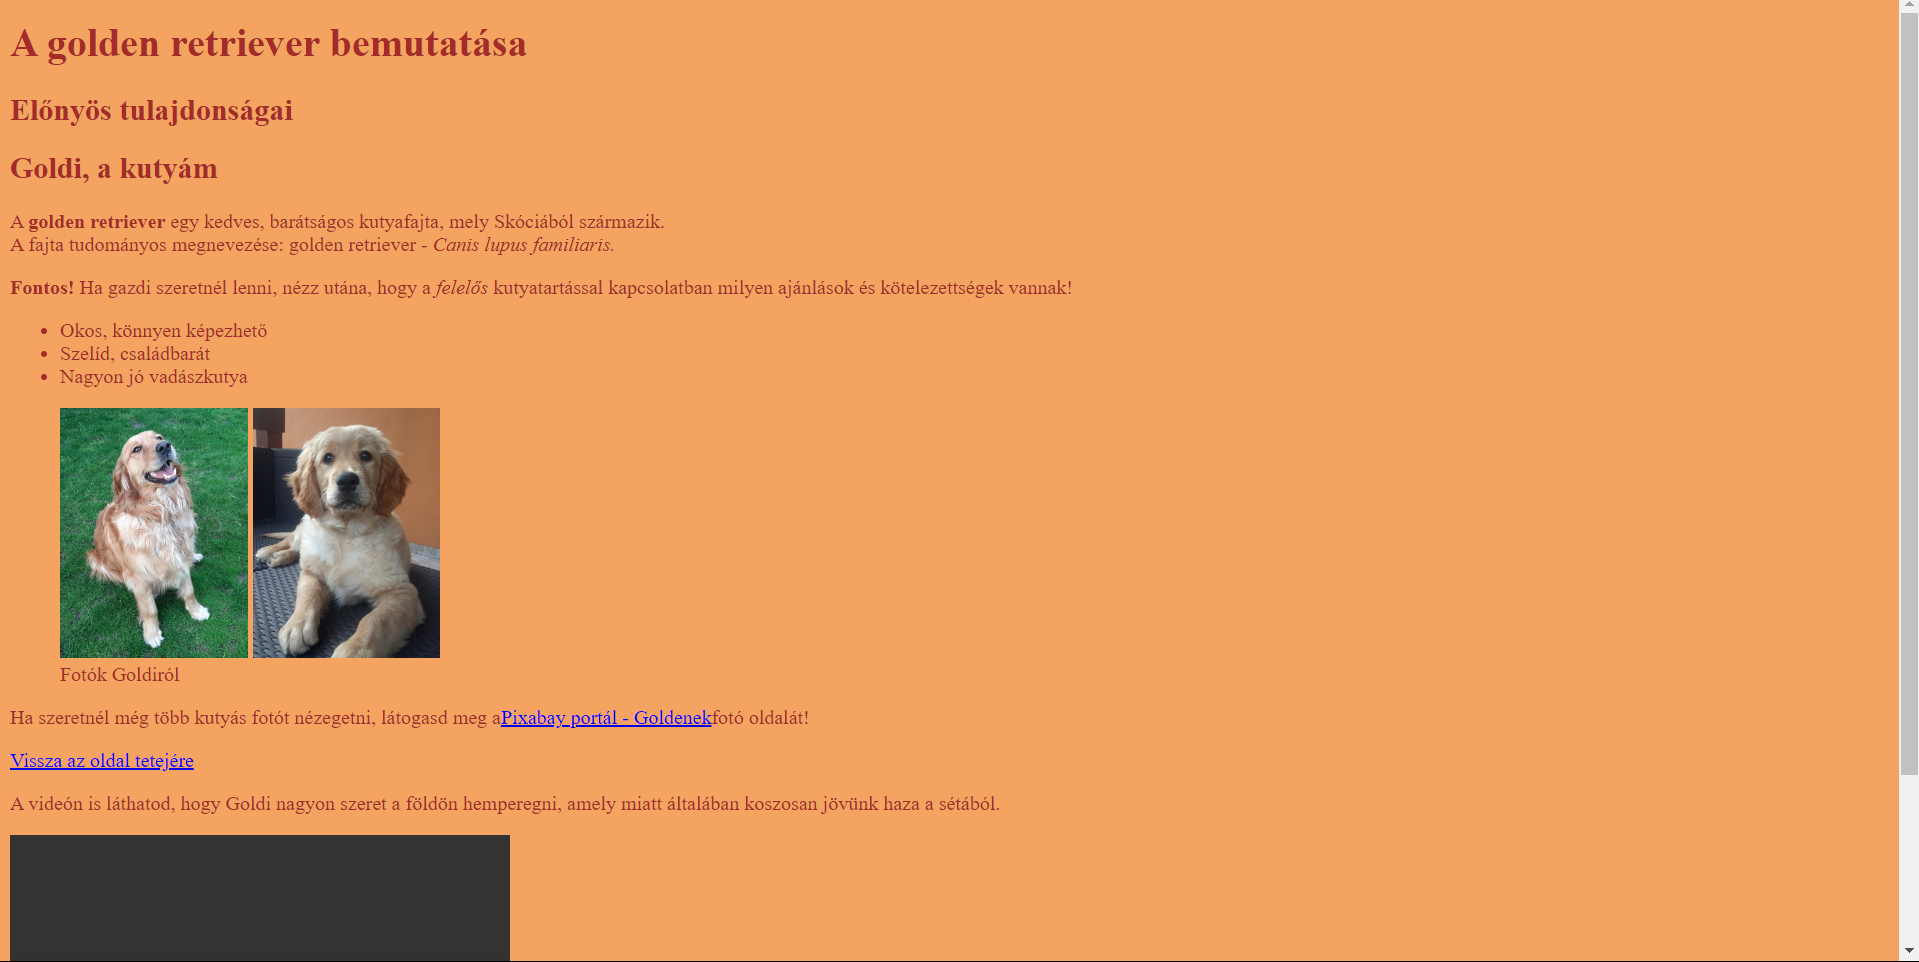 A golden retriever bemutatása
Előnyös tulajdonságai
Goldi, a kutyám
A golden retriever egy kedves, barátságos kutyafajta, mely Skóciából származik.
A fajta tudományos megnevezése: golden retriever - Canis lupus familiaris.
Fontos! Ha gazdi szeretnél lenni, nézz utána, hogy a felelős kutyatartással kapcsolatban milyen ajánlások és kötelezettségek vannak!
Okos, könnyen képezhető
Szelíd, családbarát
Nagyon jó vadászkutya
Fotók Goldiról
Ha szeretnél még több kutyás fotót nézegetni, látogasd meg aPixabay portál - Goldenekfotó oldalát!
Vissza az oldal tetejére
A videón is láthatod, hogy Goldi nagyon szeret a földön hemperegni, amely miatt általában koszosan jövünk haza a sétából.